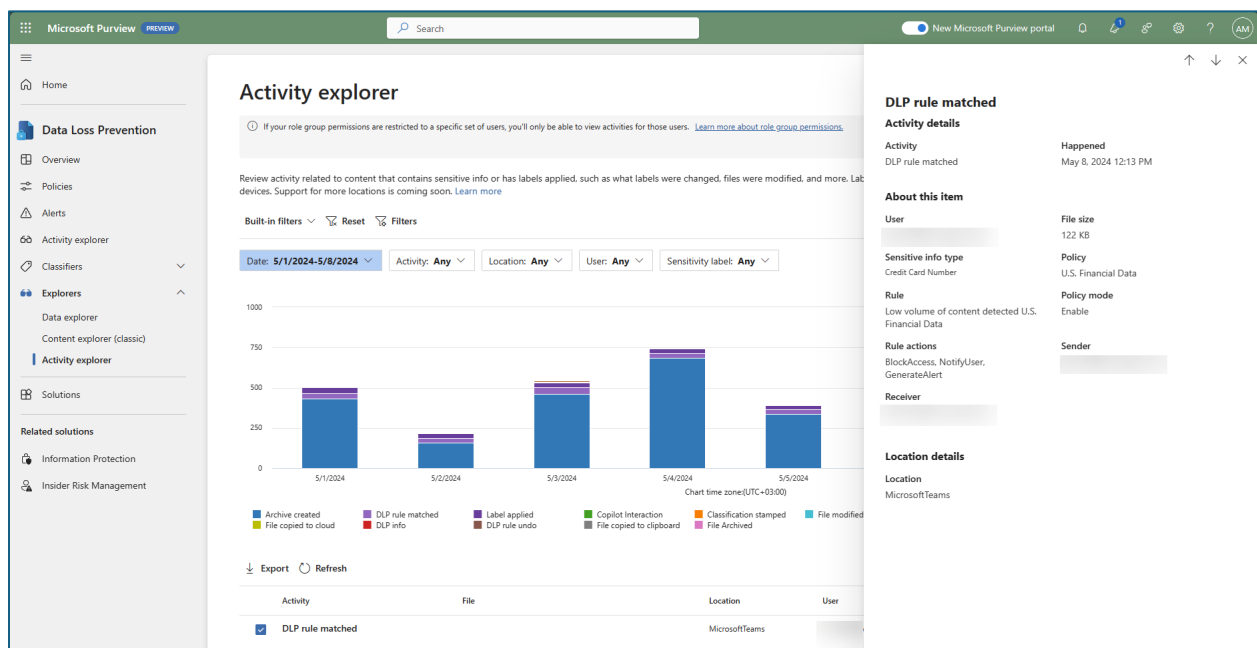 Microsoft Purview PREVIEW
Search
New Microsoft Purview portal
1
?
AM
Home
Data Loss Prevention
Overview
Policies
Alerts
Activity explorer
Classifiers
Explorers
Data explorer
Content explorer (classic)
Activity explorer
Solutions
Related solutions
Information Protection
Insider Risk Management
Activity explorer
If your role group permissions are restricted to a specific set of users, you'll only be able to view activities for those users. Learn more about role group permissions.
Review activity related to content that contains sensitive info or has labels applied, such as what labels were changed, files were modified, and more. Lab
devices. Support for more locations is coming soon. Learn more
Built-in filters Reset Filters
Date: 5/1/2024-5/8/2024 Activity: Any Location: Any User: Any Sensitivity label: Any
1000
750
500
250
0
5/1/2024 5/2/2024 5/3/2024 5/4/2024 5/5/2024
Chart time zone:(UTC+03:00)
Archive created DLP rule matched Label applied Copilot Interaction Classification stamped File modified
File copied to cloud DLP info DLP rule undo File copied to clipboard File Archived
Export Refresh
Activity File Location User
DLP rule matched MicrosoftTeams
DLP rule matched
Activity details
Activity Happened
DLP rule matched May 8, 2024 12:13 PM
About this item
User File size
122 KB
Sensitive info type Policy
Credit Card Number U.S. Financial Data
Rule Policy mode
Low volume of content detected U.S. Enable
Financial Data
Rule actions Sender
BlockAccess, NotifyUser,
GenerateAlert
Receiver
Location details
Location
MicrosoftTeams